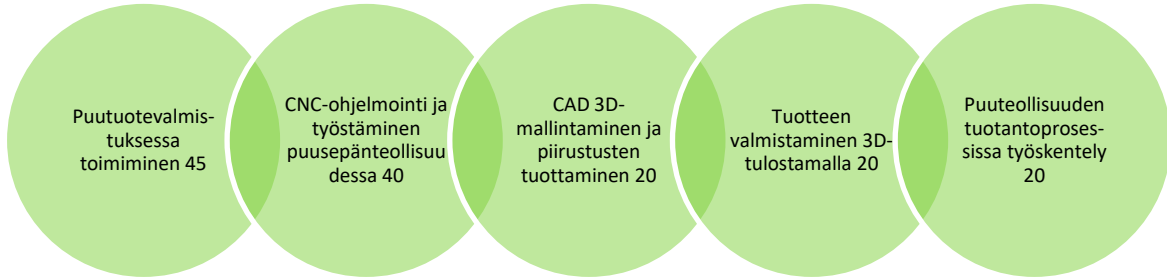 Puutuotevalmis-
tuksessa
toimiminen 45
CNC-ohjelmointi ja
työstäminen
puusepänteollisuu
dessa 40
CAD 3D-
mallintaminen ja
piirustusten
tuottaminen 20
Tuotteen
valmistaminen 3D-
tulostamalla 20
Puuteollisuuden
tuotantoproses-
sissa työskentely
20